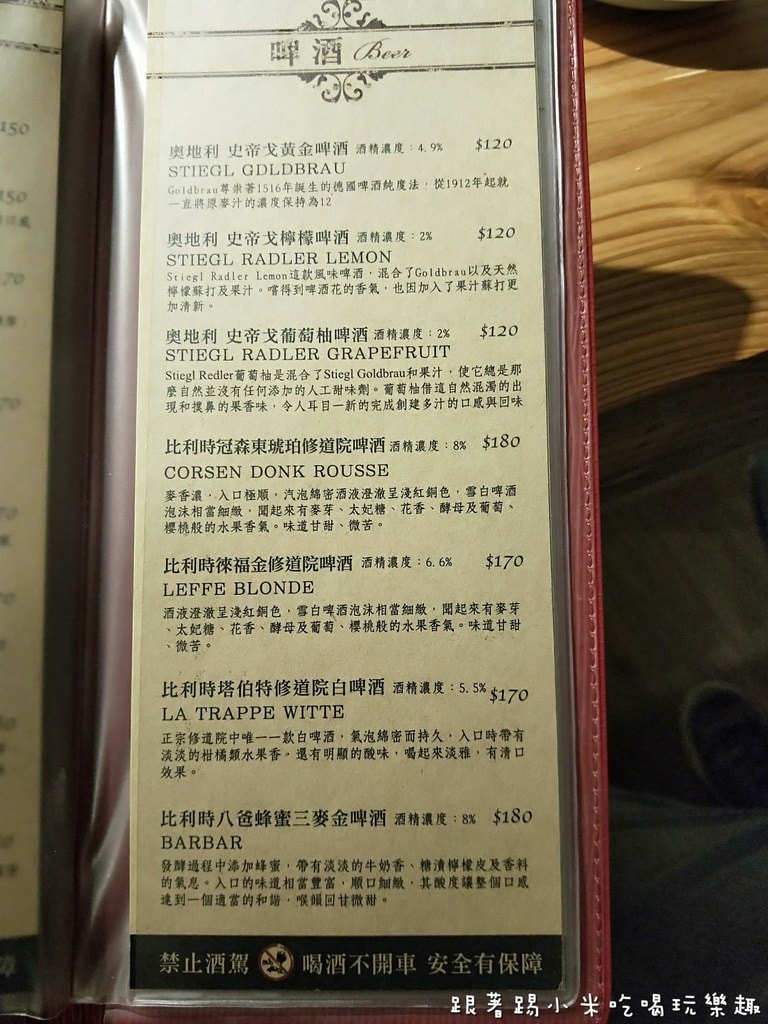 啤酒 Beer
奧地利 史帝戈黃金啤酒 酒精濃度：4.9% $120
STIEGL GDLDBRAU
Goldbrau尊崇著1516年誕生的德國啤酒純度法，從1912年起就
一直將原麥汁的濃度保持為12
奧地利 史帝戈檸檬啤酒 酒精濃度：2% $120
STIEGL RADLER LEMON
Stiegl Radler Lemon這款風味啤酒，混合了Goldbrau以及天然
檸檬蘇打及果汁。嚐得到啤酒花的香氣，也因加入了果汁蘇打更
加清新。
奧地利 史帝戈葡萄柚啤酒 酒精濃度：2% $120
STIEGL RADLER GRAPEFRUIT
Stiegl Redler葡萄柚是混合了Stiegl Goldbrau和果汁，使它總是那
麼自然並沒有任何添加的人工甜味劑。葡萄柚借這自然混濁的出
現和撲鼻的果香味，令人耳目一新的完成創建多汁的口感與回味
比利時冠森東琥珀修道院啤酒 酒精濃度：8% $180
CORSEN DONK ROUSSE
麥香濃，入口極順，汽泡綿密酒液澄澈呈淺紅銅色，雪白啤酒
泡沫相當細緻，聞起來有麥芽、太妃糖、花香、酵母及葡萄、
櫻桃般的水果香氣。味道甘甜、微苦。
比利時徠福金修道院啤酒 酒精濃度：6.6% $170
LEFFE BLONDE
酒液澄澈呈淺紅銅色，雪白啤酒泡沫相當細緻，聞起來有麥芽
、太妃糖、花香、酵母及葡萄、櫻桃般的水果香氣。味道甘甜
、微苦。
比利時塔伯特修道院白啤酒 酒精濃度：5.5% $170
LA TRAPPE WITTE
正宗修道院中唯一一款白啤酒，氣泡綿密而持久，入口時帶有
淡淡的柑橘類水果香。還有明顯的酸味，喝起來淡雅，有清口
效果。
比利時八爸蜂蜜三麥金啤酒 酒精濃度：8% $180
BARBAR
發酵過程中添加蜂蜜，帶有淡淡的牛奶香、糖漬檸檬皮及香料
的氣息。入口的味道相當豐富，順口細緻，其酸度讓整個口感
達到一個適當的和諧，喉韻回甘微甜。
禁止酒駕 喝酒不開車 安全有保障
跟著踢小米吃喝玩樂趣